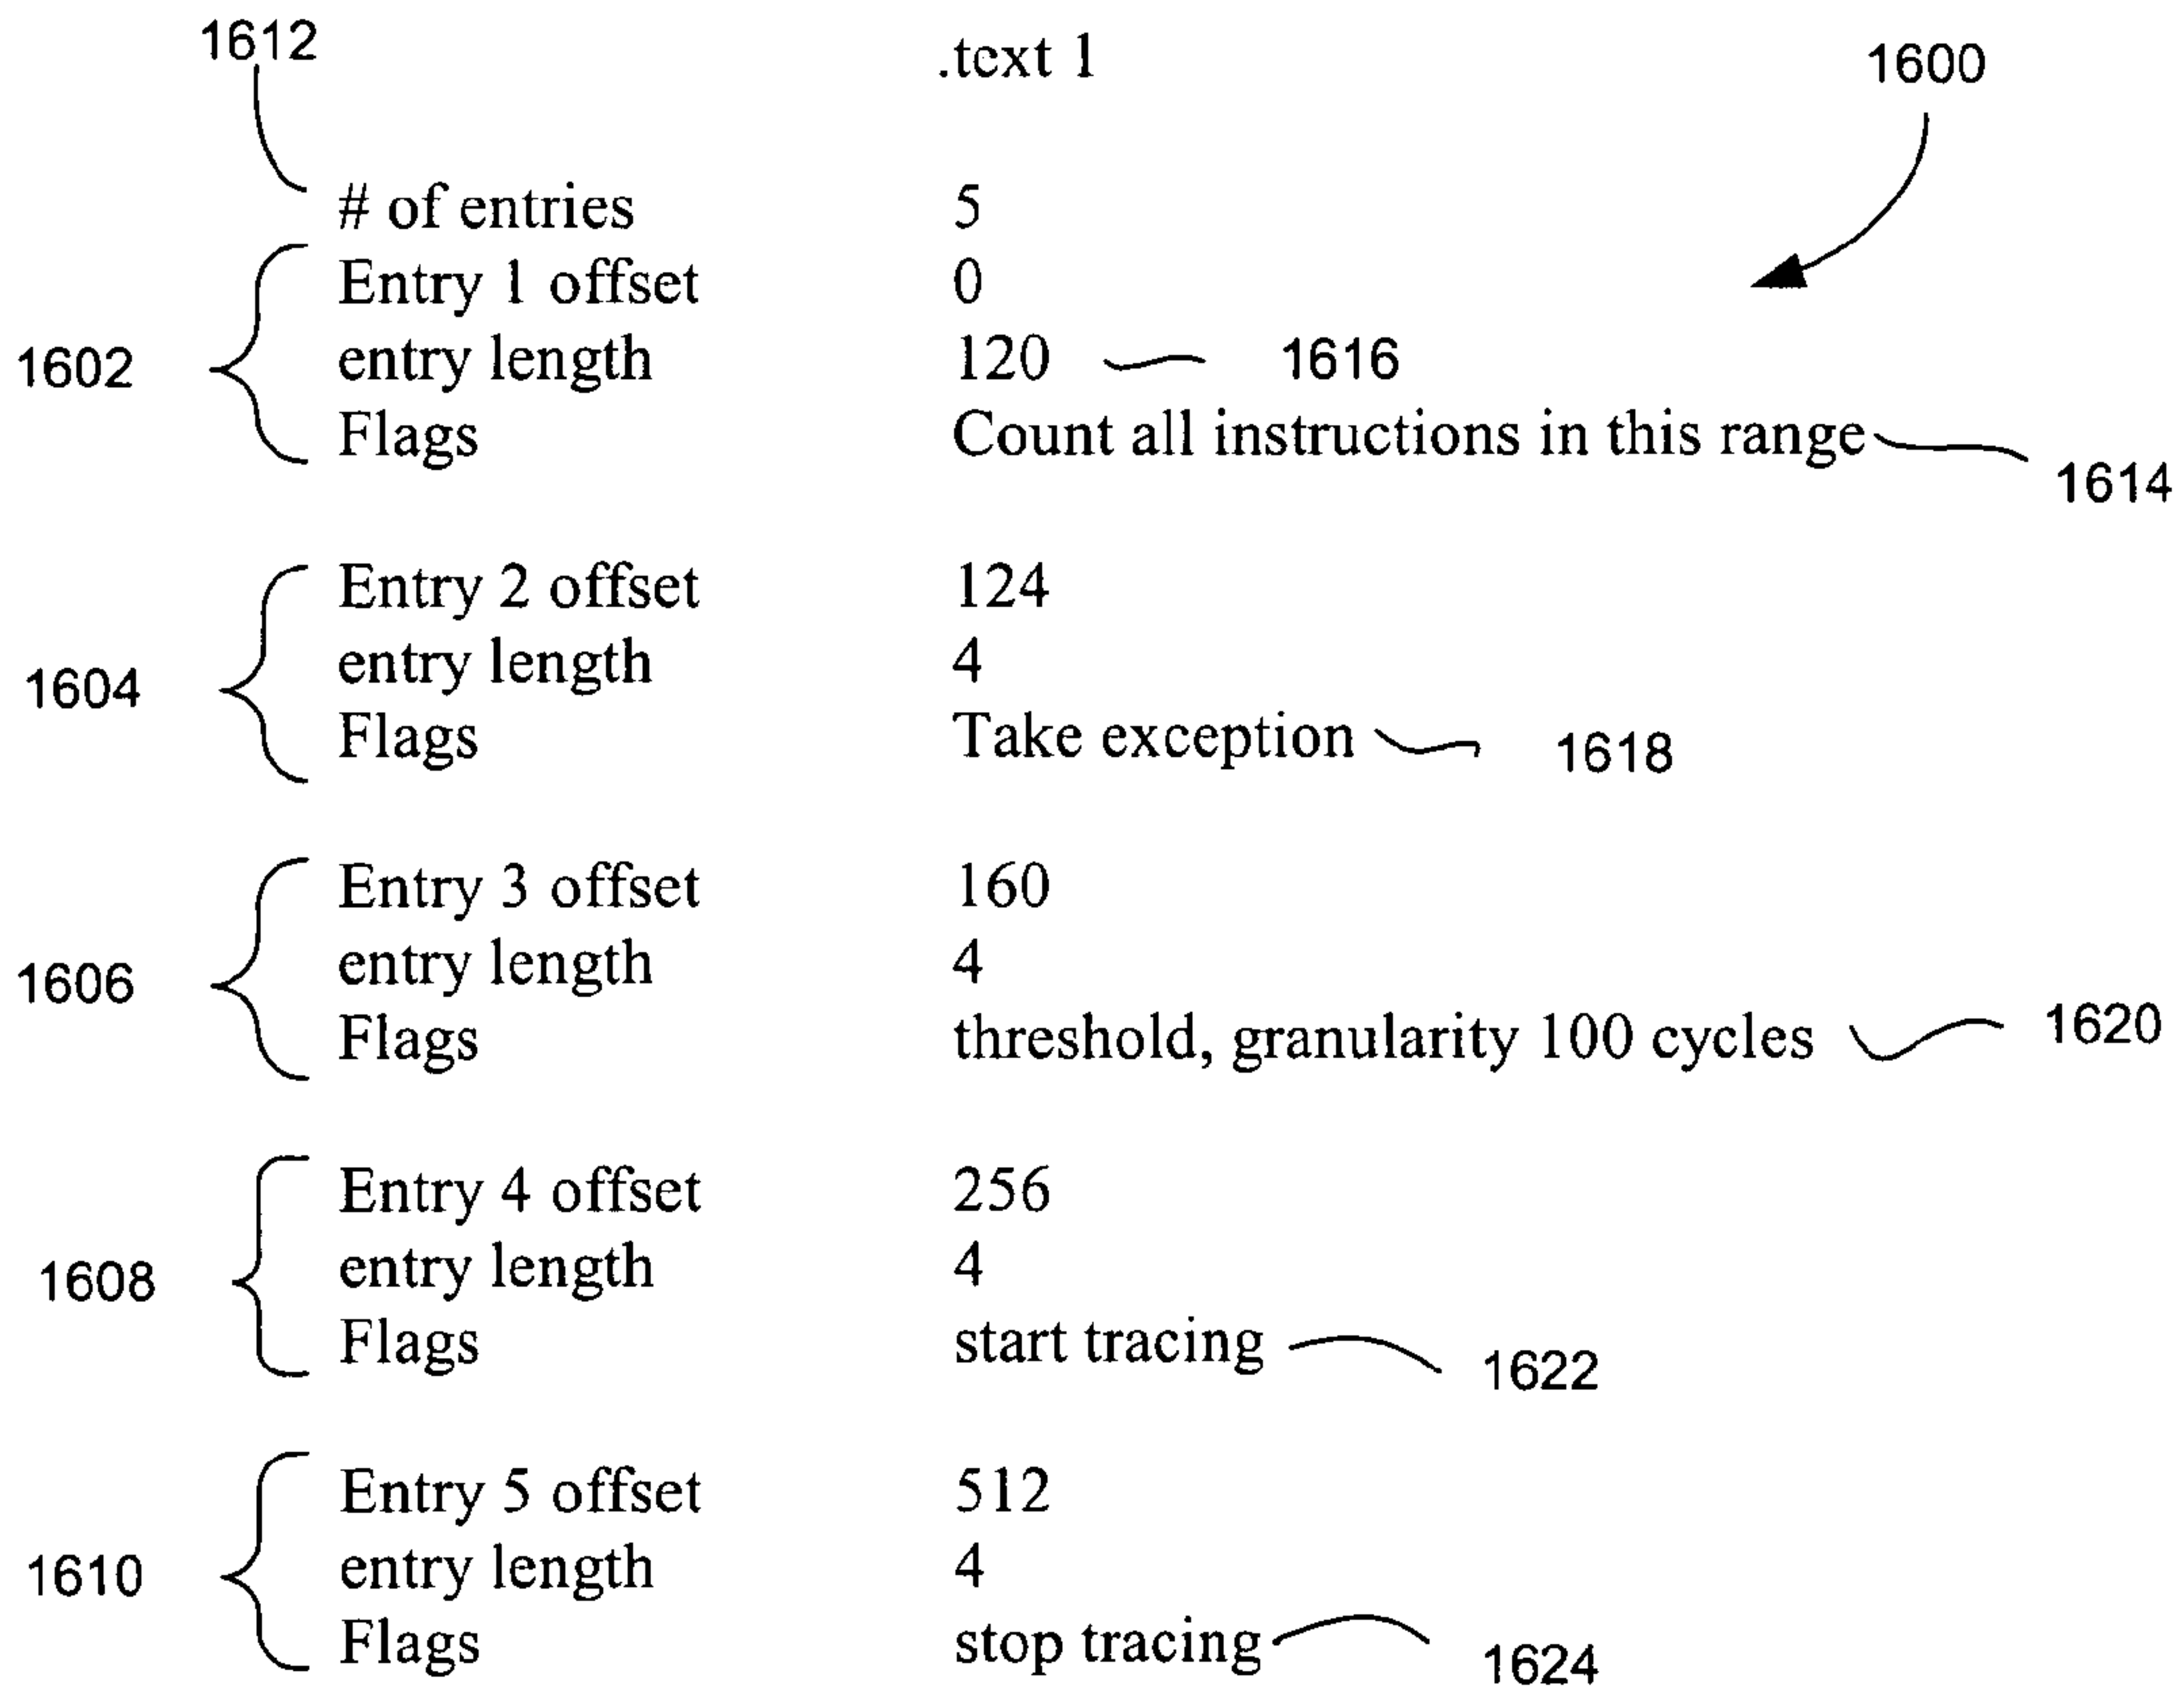 1612 .text 1 1600
# of entries 5
Entry 1 offset 0
1602 entry length 120 1616
Flags Count all instructions in this range 1614
Entry 2 offset 124
1604 entry length 4
Flags Take exception 1618
Entry 3 offset 160
1606 entry length 4
Flags threshold, granularity 100 cycles 1620
Entry 4 offset 256
1608 entry length 4
Flags start tracing 1622
Entry 5 offset 512
1610 entry length 4
Flags stop tracing 1624